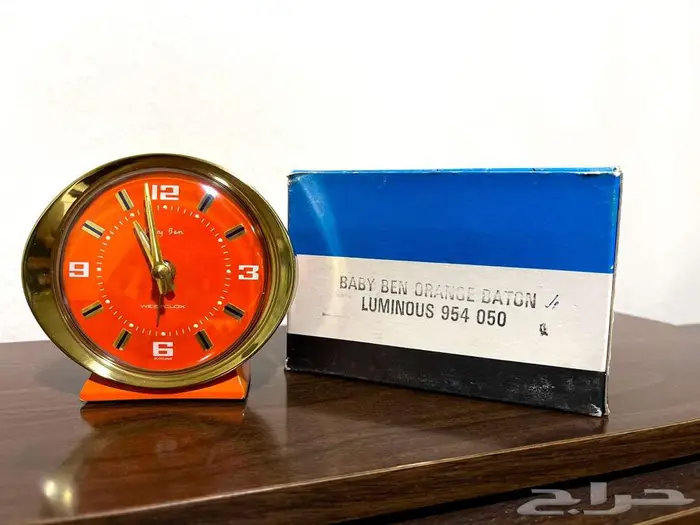 12
Baby Ben
9
3
WESTCLOX
6
BABY BEN ORANGE BATON
LUMINOUS 954 050
حراج